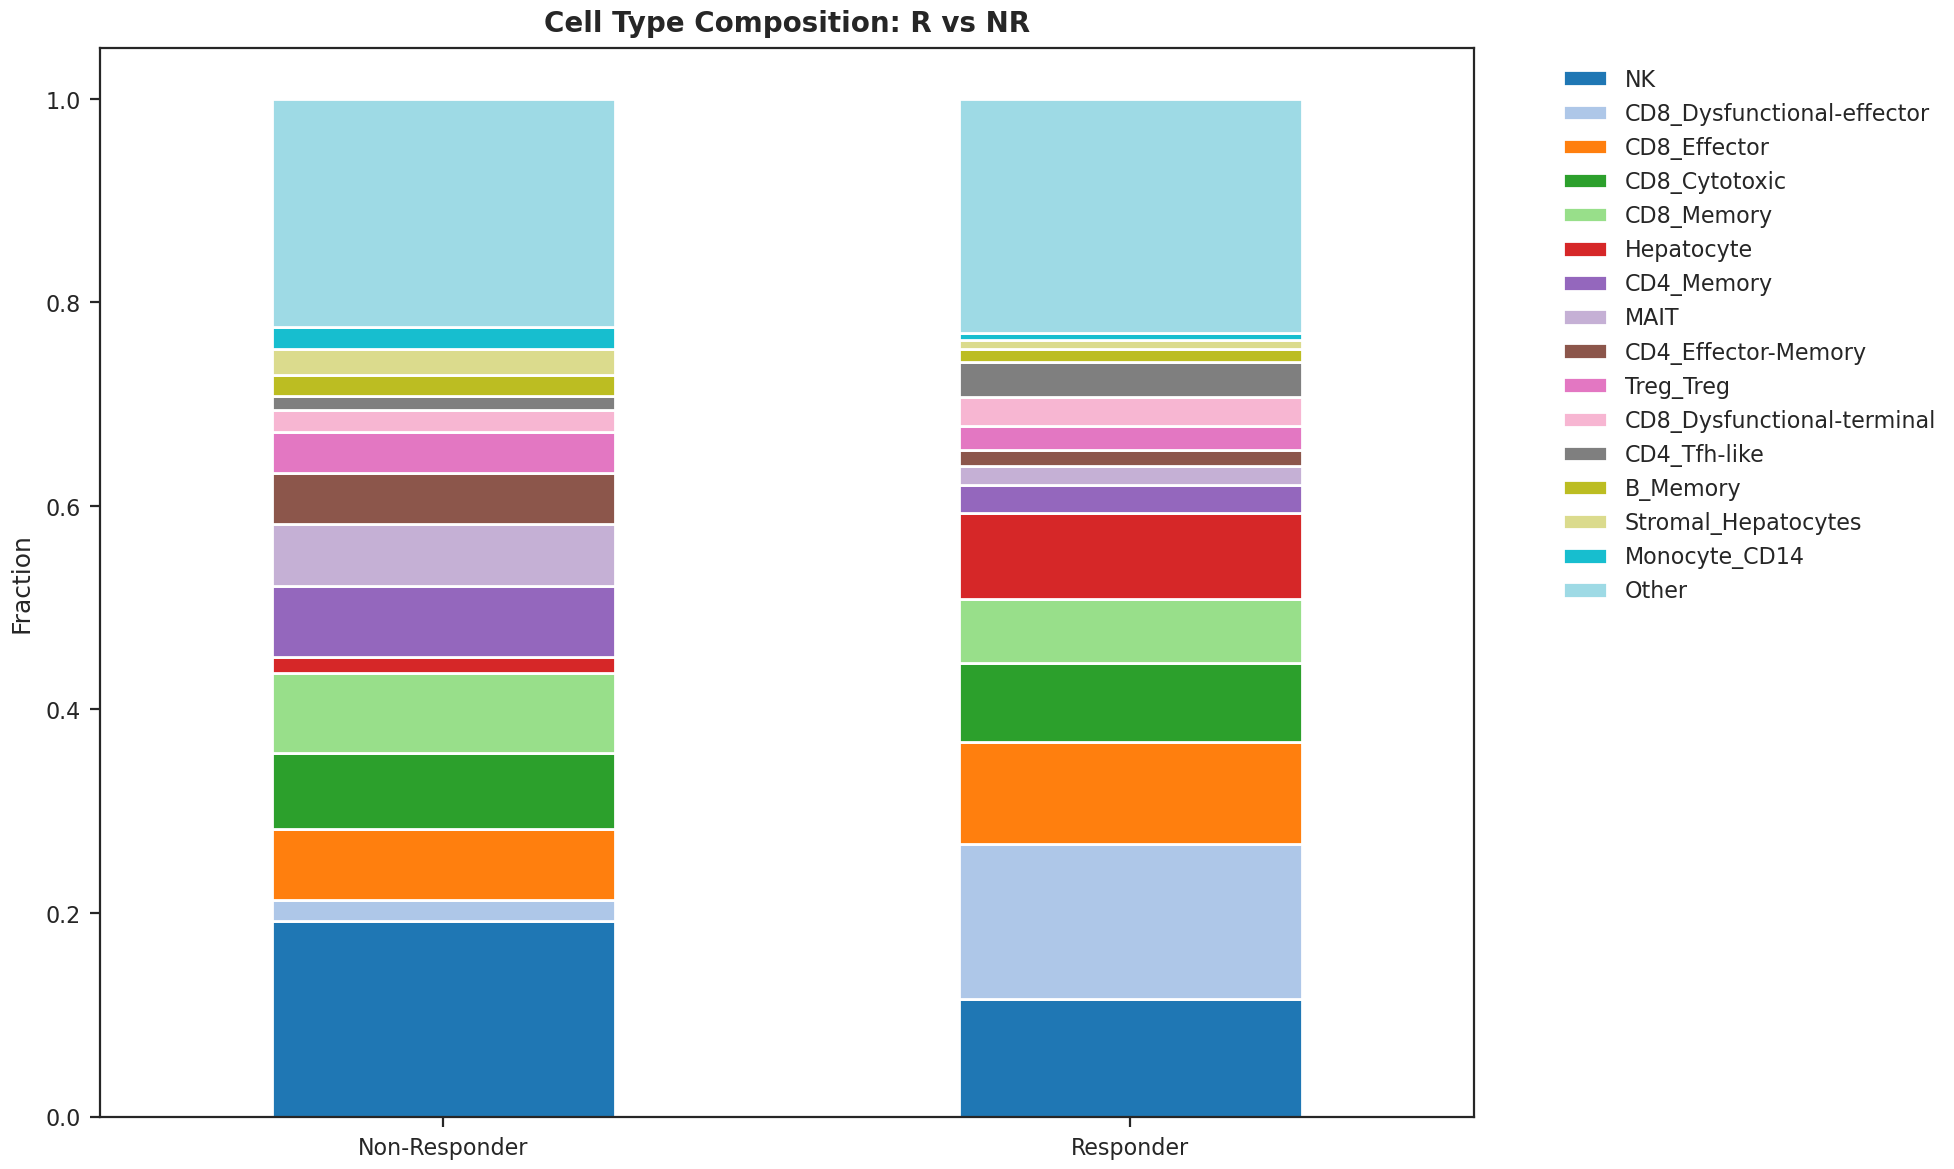 Cell Type Composition: R vs NR
Fraction
1.0
0.8
0.6
0.4
0.2
0.0
Non-Responder
Responder
NK
CD8_Dysfunctional-effector
CD8_Effector
CD8_Cytotoxic
CD8_Memory
Hepatocyte
CD4_Memory
MAIT
CD4_Effector-Memory
Treg_Treg
CD8_Dysfunctional-terminal
CD4_Tfh-like
B_Memory
Stromal_Hepatocytes
Monocyte_CD14
Other